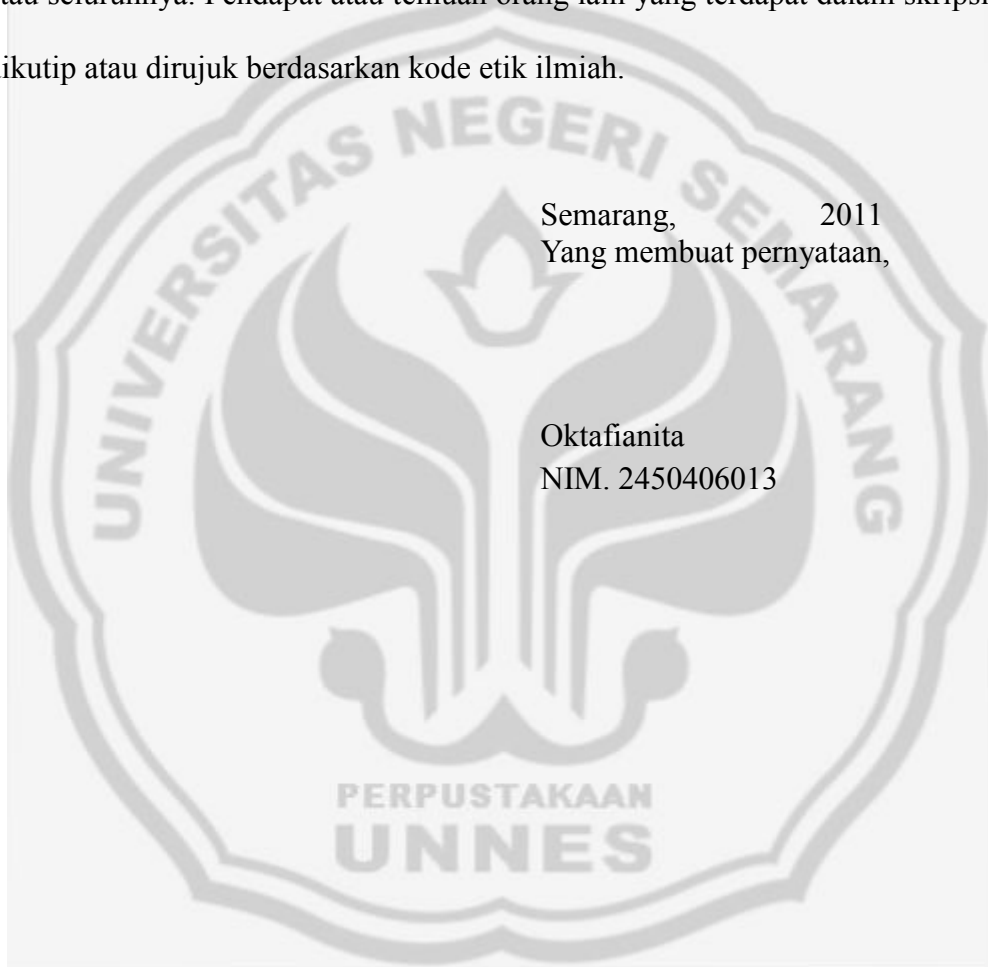 seluruhnya. Pendapat atau temuan orang lain yang terdapat dalam skripsi
dikutip atau dirujuk berdasarkan kode etik ilmiah.
UNIVERSITAS NEGERI SEMARANG
Semarang, 2011
Yang membuat pernyataan,
Oktafianita
NIM. 2450406013
PERPUSTAKAAN
UNNES